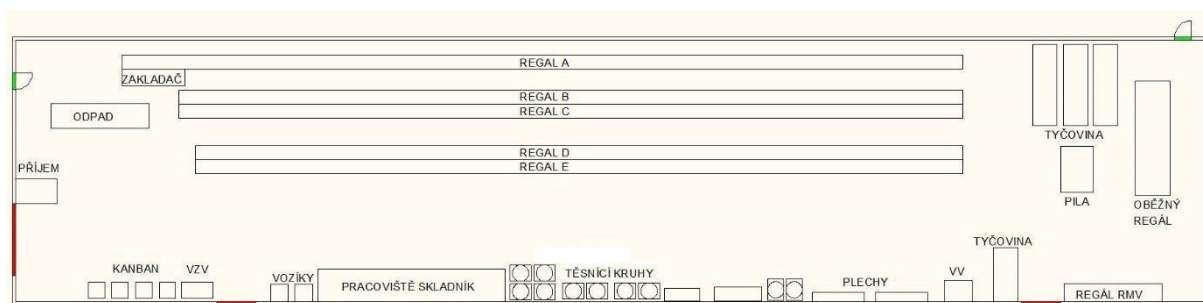 REGAL A
ZAKLADAČ
REGAL B
ODPAD
REGAL C
TYČOVINA
REGAL D
PŘÍJEM
REGAL E
PILA
OBĚŽNÝ
REGÁL
TYČOVINA
KANBAN
VZV
VOZÍKY
PRACOVIŠTĚ SKLADNÍK
TĚSNÍCÍ KRUHY
PLECHY
VV
REGÁL RMV